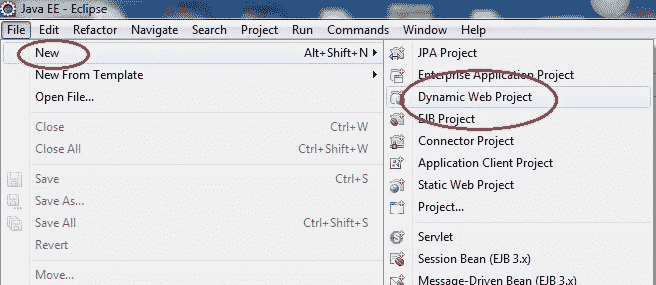 Java EE - Eclipse
File Edit Refactor Navigate Search Project Run Commands Window Help
New Alt+Shift+N
New From Template
Open File...
Close Ctrl+W
Close All Ctrl+Shift+W
Save Ctrl+S
Save As...
Save All Ctrl+Shift+S
Revert
Move...
JPA Project
Enterprise Application Project
Dynamic Web Project
EJB Project
Connector Project
Application Client Project
Static Web Project
Project...
Servlet
Session Bean (EJB 3.x)
Message-Driven Bean (EJB 3.x)